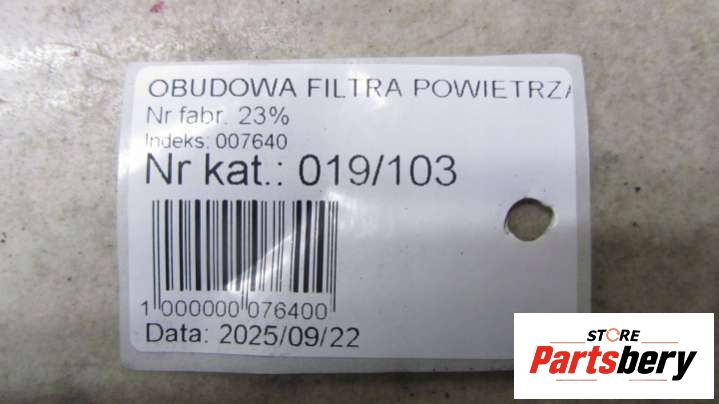 OBUDOWA FILTRA POWIETRZA
Nr fabr. 23%
Indeks: 007640
Nr kat.: 019/103
1 000000 076400
Data: 2025/09/22
STORE
Partsbery